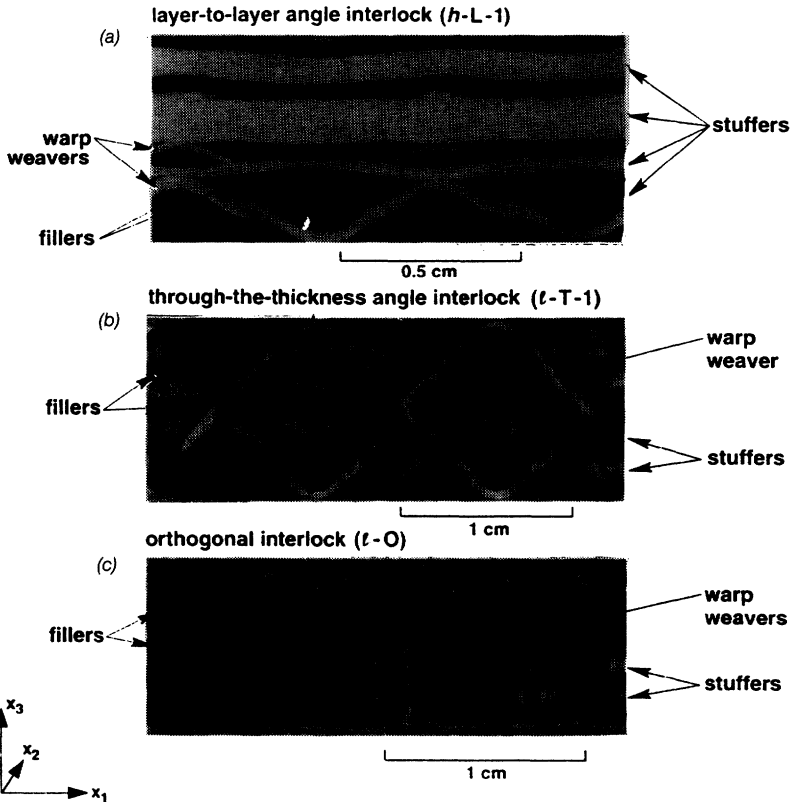 layer-to-layer angle interlock (h-L-1)
(a)
warp
weavers
fillers
stuffers
0.5 cm
through-the-thickness angle interlock (ℓ-T-1)
(b)
fillers
warp
weaver
stuffers
1 cm
orthogonal interlock (ℓ-O)
(c)
fillers
warp
weavers
stuffers
1 cm
x₃
x₂
x₁